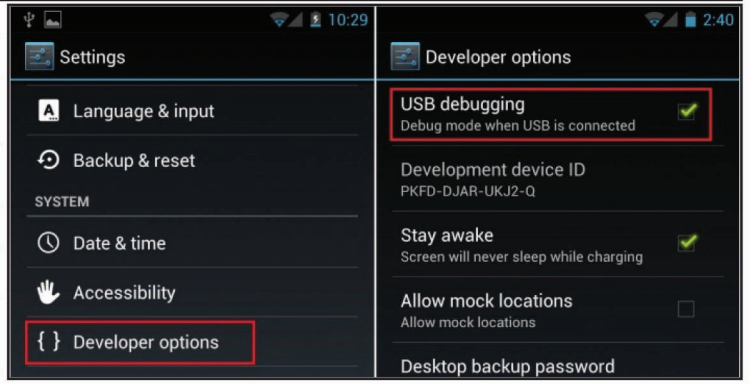 10:29
Settings
Language & input
Backup & reset
SYSTEM
Date & time
Accessibility
{ } Developer options
2:40
Developer options
USB debugging
Debug mode when USB is connected
Development device ID
PKFD-DJAR-UKJ2-Q
Stay awake
Screen will never sleep while charging
Allow mock locations
Allow mock locations
Desktop backup password